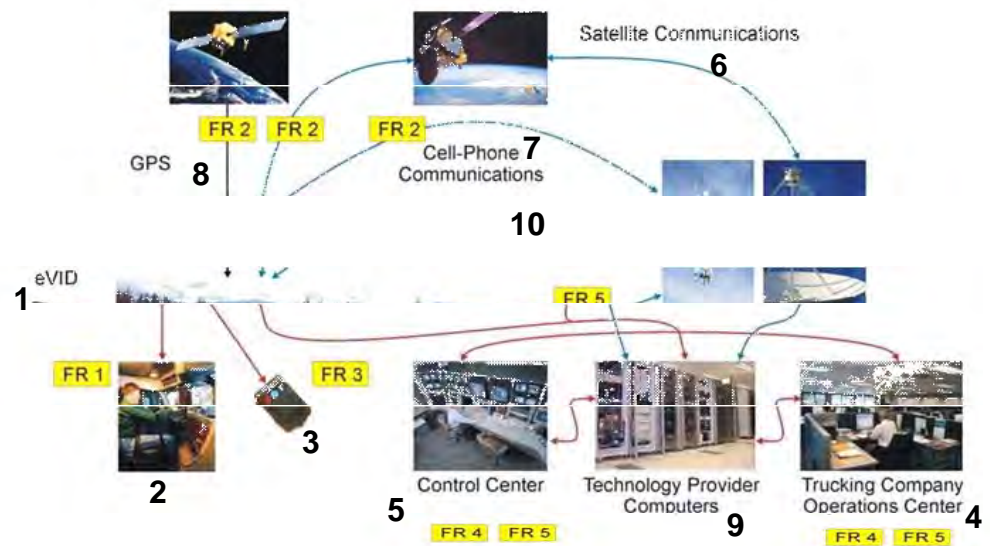 Satellite Communications
6
FR 2 FR 2 FR 2
GPS
8
Cell-Phone
Communications
7
10
eVID
1
FR 5
FR 1
FR 3
2
3
Control Center
5
FR 4 FR 5
Technology Provider
Computers
9
Trucking Company
Operations Center
4
FR 4 FR 5